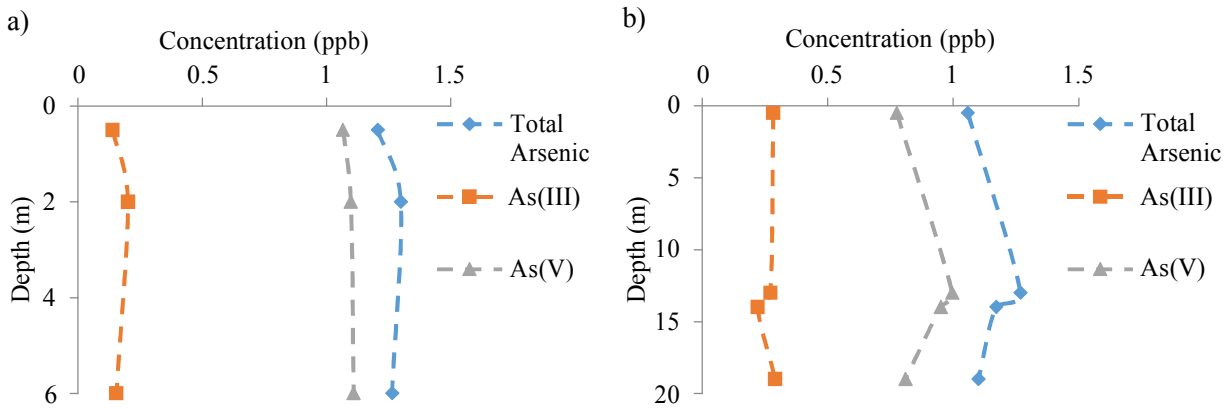 a)
Concentration (ppb)
0 0.5 1 1.5
0
2
4
6
Depth (m)
Total
Arsenic
As(III)
As(V)
b)
Concentration (ppb)
0 0.5 1 1.5
0
5
10
15
20
Depth (m)
Total
Arsenic
As(III)
As(V)